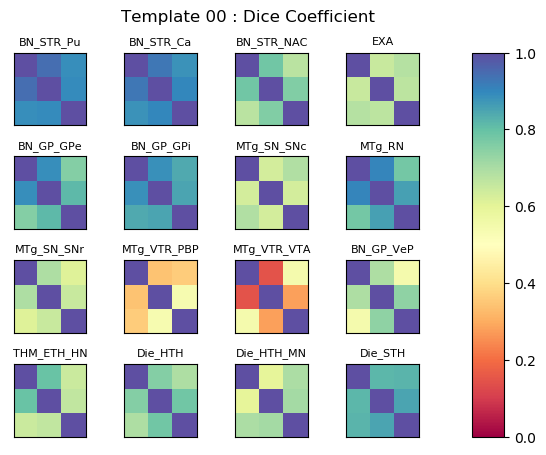 Template 00 : Dice Coefficient
BN_STR_Pu BN_STR_Ca BN_STR_NAC EXA
BN_GP_GPe BN_GP_GPi MTg_SN_SNc MTg_RN
MTg_SN_SNr MTg_VTR_PBP MTg_VTR_VTA BN_GP_VeP
THM_ETH_HN Die_HTH Die_HTH_MN Die_STH
1.0
0.8
0.6
0.4
0.2
0.0